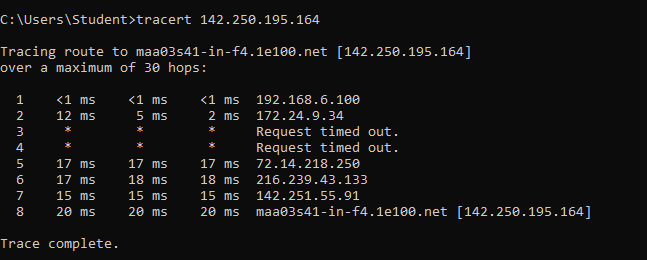 C:\Users\Student>tracert 142.250.195.164
Tracing route to maa03s41-in-f4.1e100.net [142.250.195.164]
over a maximum of 30 hops:
1 <1 ms <1 ms <1 ms 192.168.6.100
2 12 ms 5 ms 2 ms 172.24.9.34
3 * * * Request timed out.
4 * * * Request timed out.
5 17 ms 17 ms 17 ms 72.14.218.250
6 17 ms 18 ms 18 ms 216.239.43.133
7 15 ms 15 ms 15 ms 142.251.55.91
8 20 ms 20 ms 20 ms maa03s41-in-f4.1e100.net [142.250.195.164]
Trace complete.